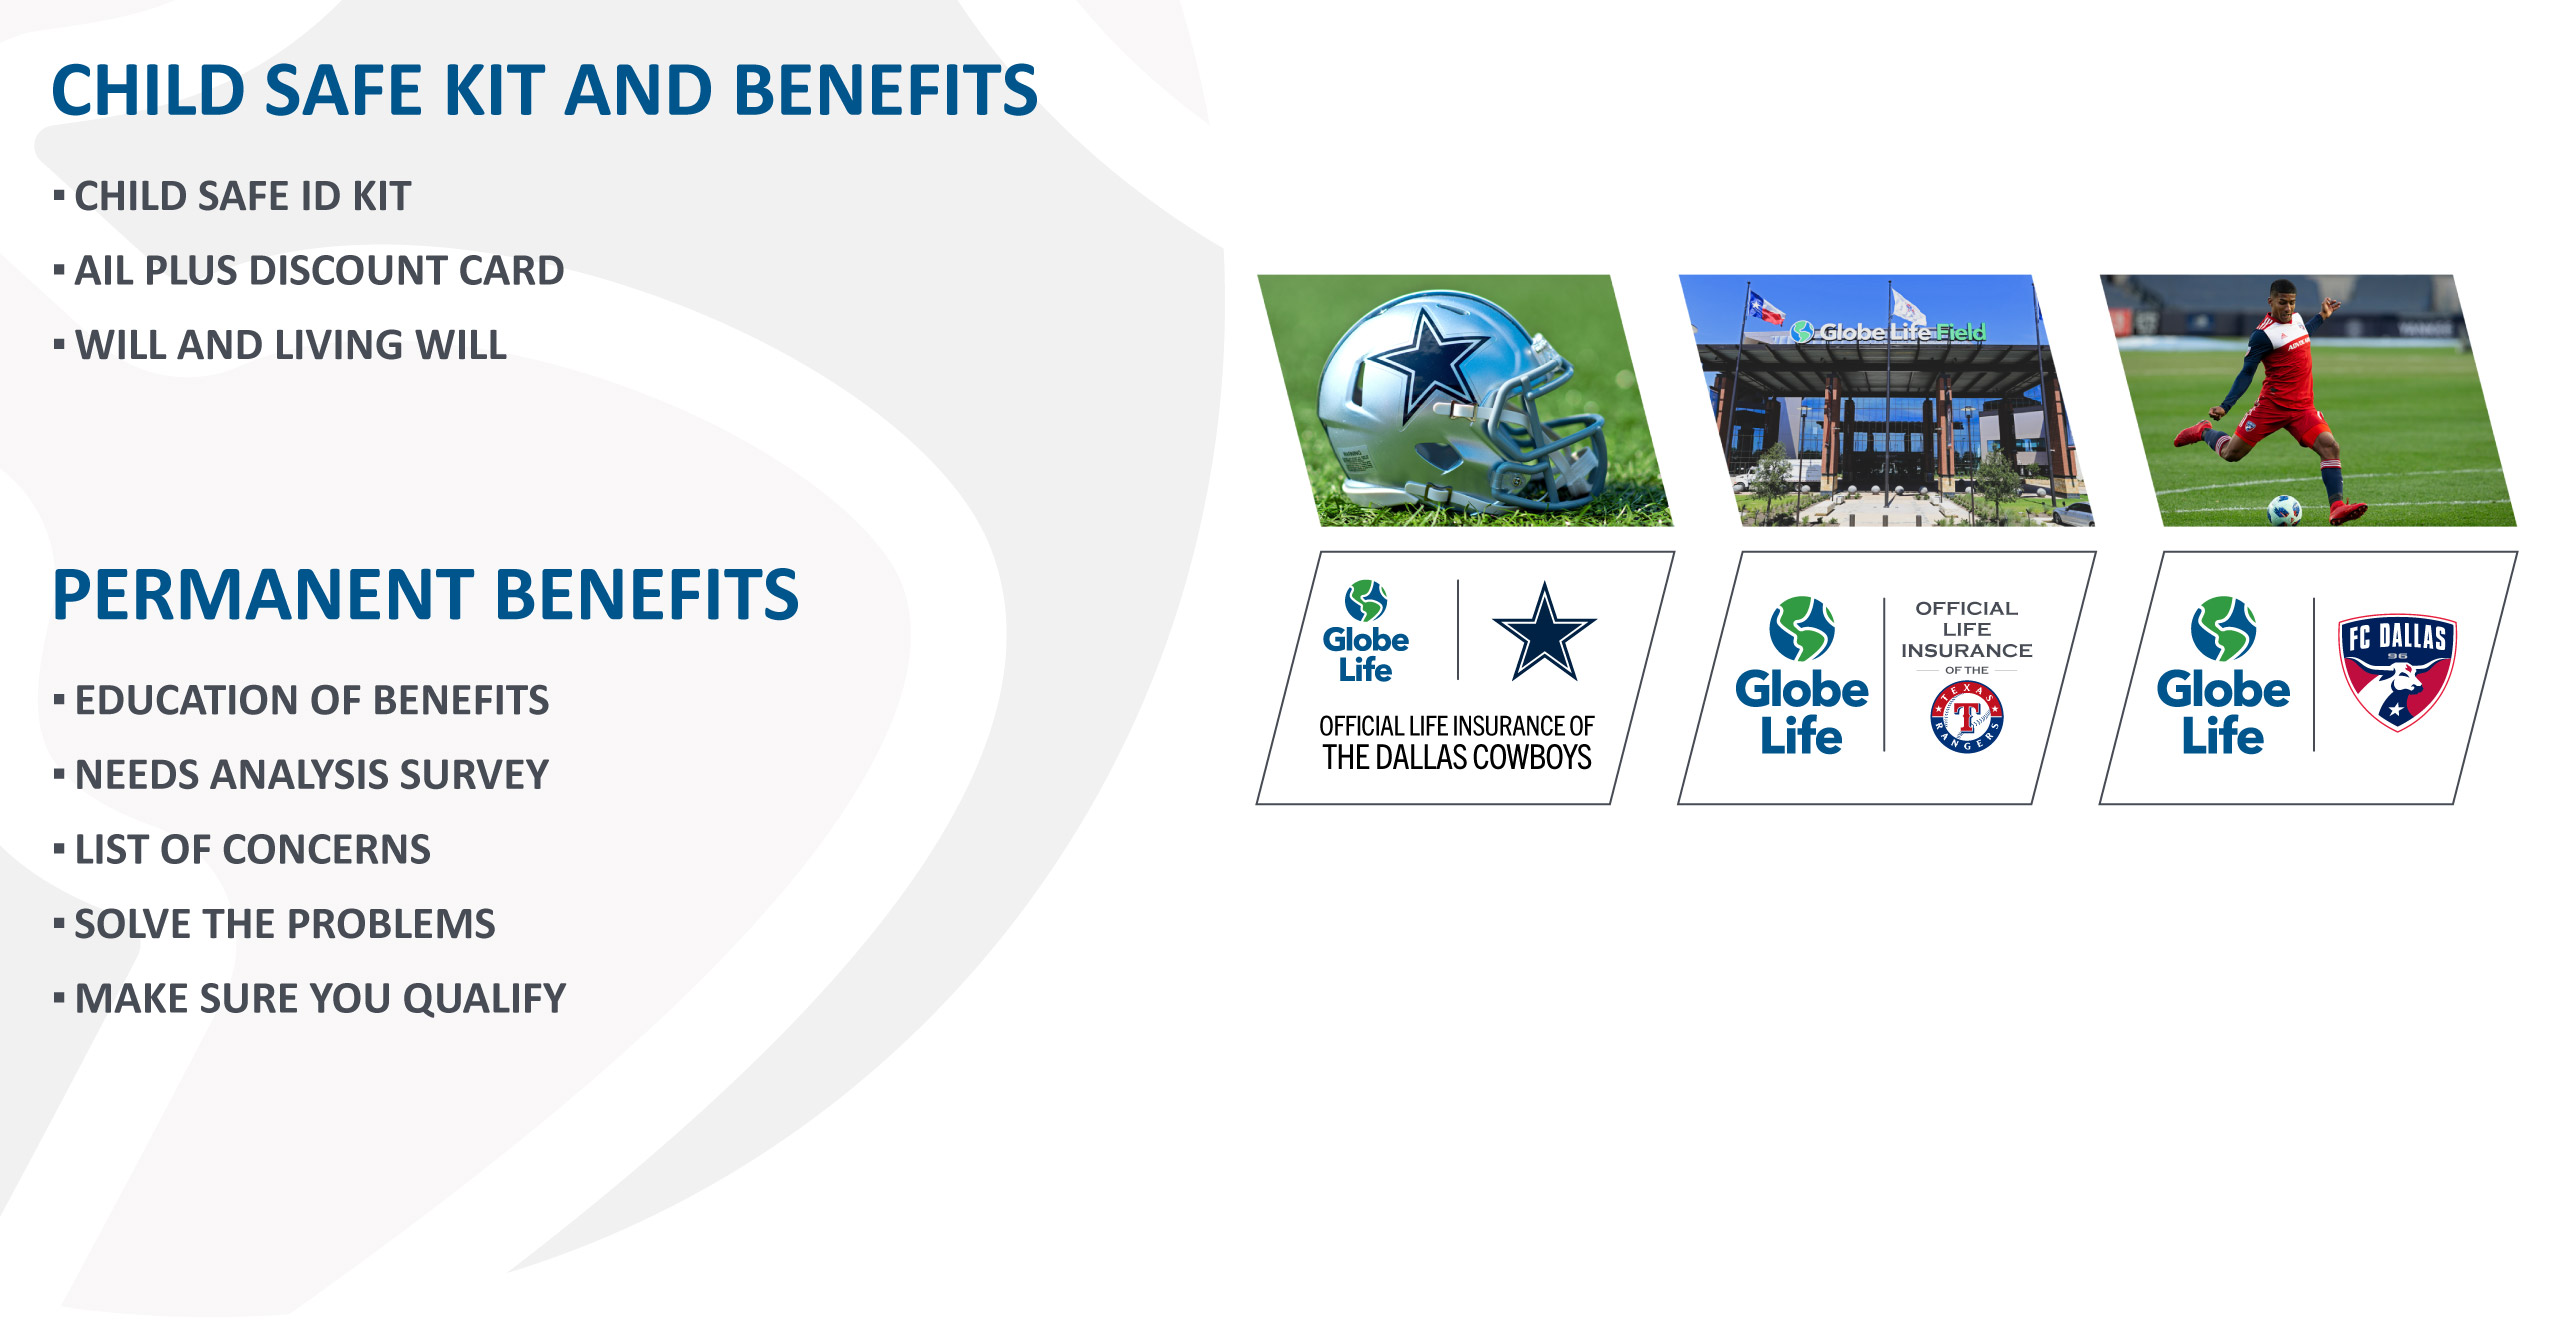 CHILD SAFE KIT AND BENEFITS
▪ CHILD SAFE ID KIT
▪ AIL PLUS DISCOUNT CARD
▪ WILL AND LIVING WILL
PERMANENT BENEFITS
▪ EDUCATION OF BENEFITS
▪ NEEDS ANALYSIS SURVEY
▪ LIST OF CONCERNS
▪ SOLVE THE PROBLEMS
▪ MAKE SURE YOU QUALIFY
Globe Life Field
Globe
Life
OFFICIAL LIFE INSURANCE OF
THE DALLAS COWBOYS
Globe
Life
OFFICIAL
LIFE
INSURANCE
OF THE
TEXAS
T
RANGERS
Globe
Life
FC DALLAS
96